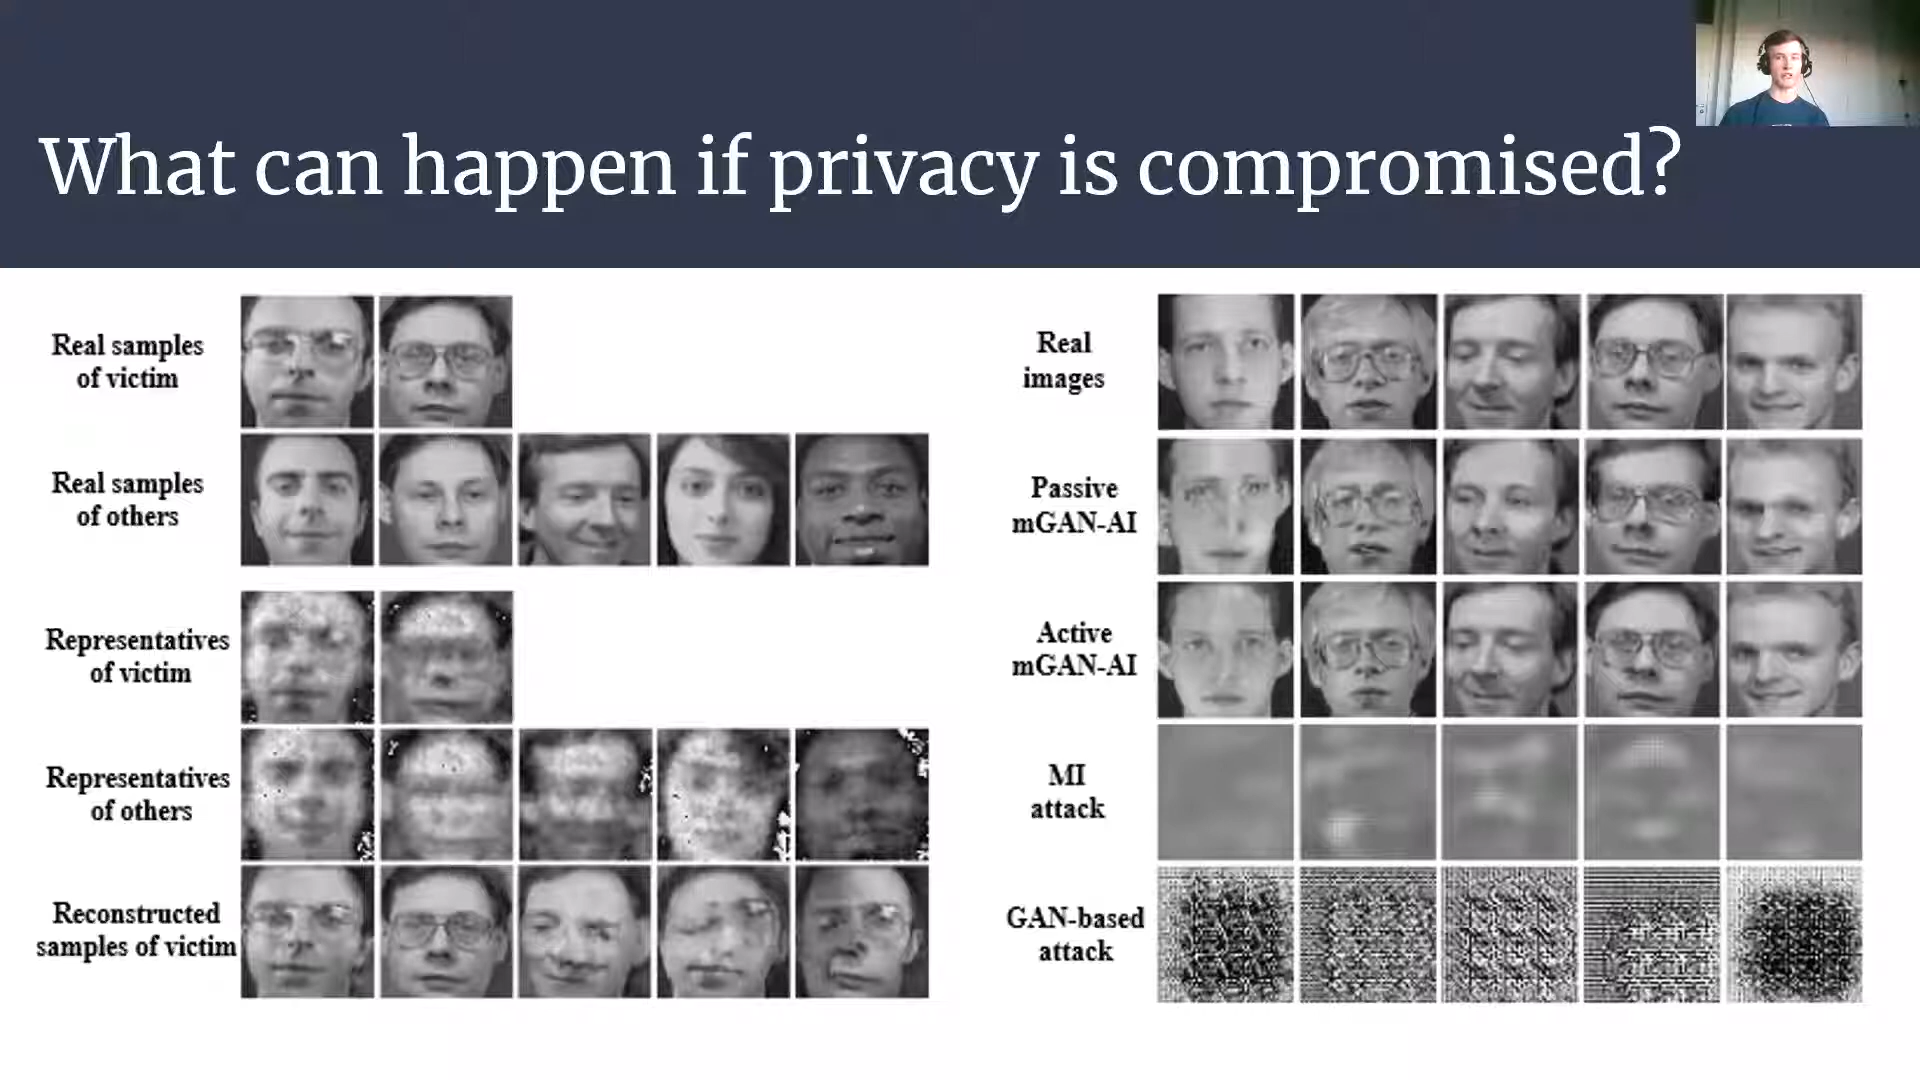 What can happen if privacy is compromised?
Real samples
of victim
Real samples
of others
Representatives
of victim
Representatives
of others
Reconstructed
samples of victim
Real
images
Passive
mGAN-AI
Active
mGAN-AI
MI
attack
GAN-based
attack